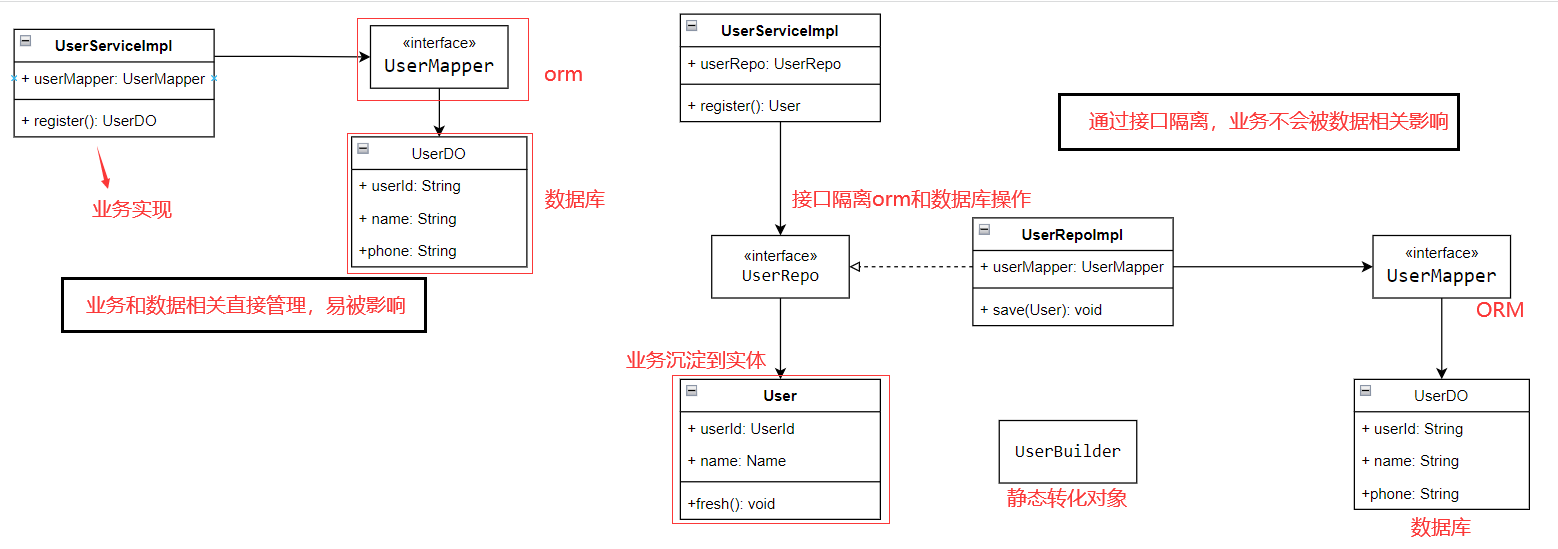 UserServiceImpl
+ userMapper: UserMapper
+ register(): UserDO
业务实现
«interface»
UserMapper
orm
UserDO
+ userId: String
+ name: String
+phone: String
数据库
业务和数据相关直接管理，易被影响
UserServiceImpl
+ userRepo: UserRepo
+ register(): User
通过接口隔离，业务不会被数据相关影响
接口隔离orm和数据库操作
«interface»
UserRepo
UserRepoImpl
+ userMapper: UserMapper
+ save(User): void
«interface»
UserMapper
ORM
业务沉淀到实体
User
+ userId: UserId
+ name: Name
+fresh(): void
UserBuilder
静态转化对象
UserDO
+ userId: String
+ name: String
+phone: String
数据库